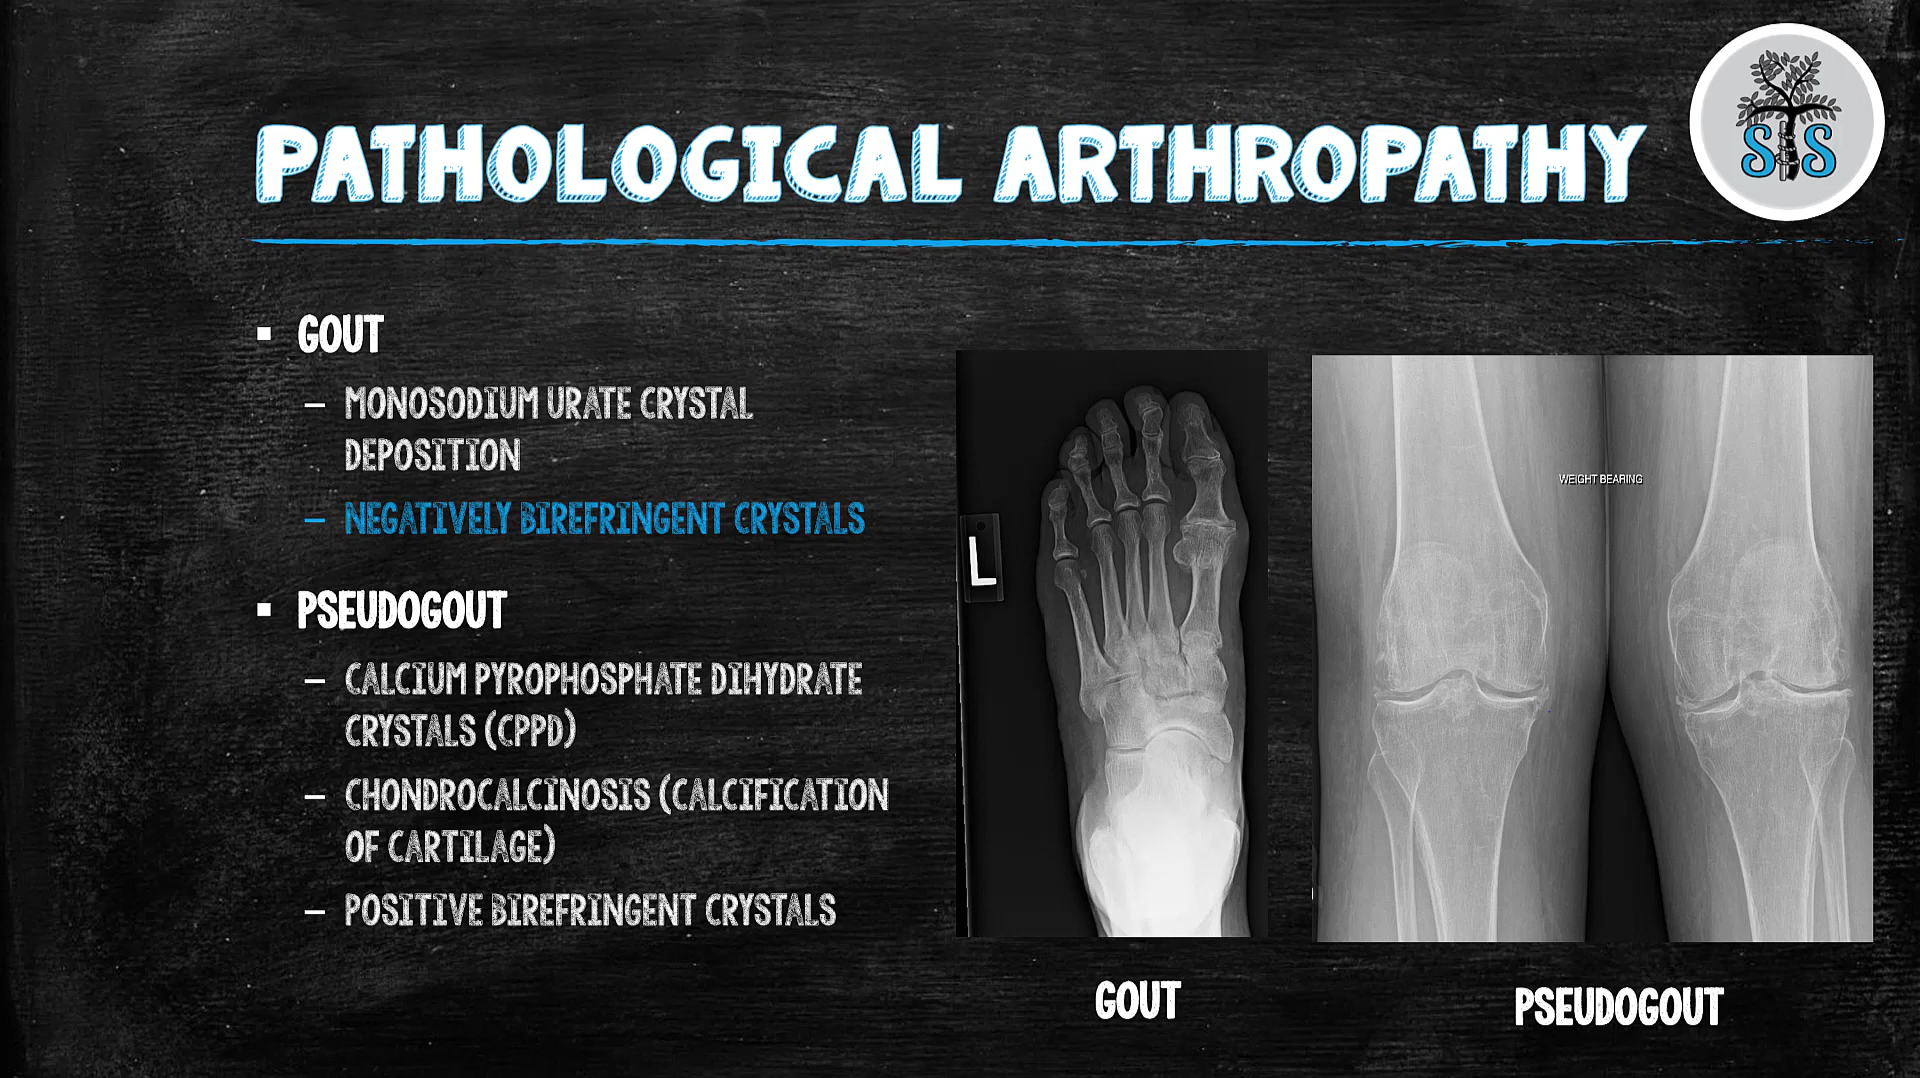 PATHOLOGICAL ARTHROPATHY
SIS
▪ GOUT
– MONOSODIUM URATE CRYSTAL
DEPOSITION
– NEGATIVELY BIREFRINGENT CRYSTALS
▪ PSEUDOGOUT
– CALCIUM PYROPHOSPHATE DIHYDRATE
CRYSTALS (CPPD)
– CHONDROCALCINOSIS (CALCIFICATION
OF CARTILAGE)
– POSITIVE BIREFRINGENT CRYSTALS
L
WEIGHT BEARING
GOUT
PSEUDOGOUT